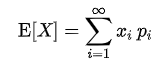 E[X] = ∑_{i=1}^{∞} x_i p_i